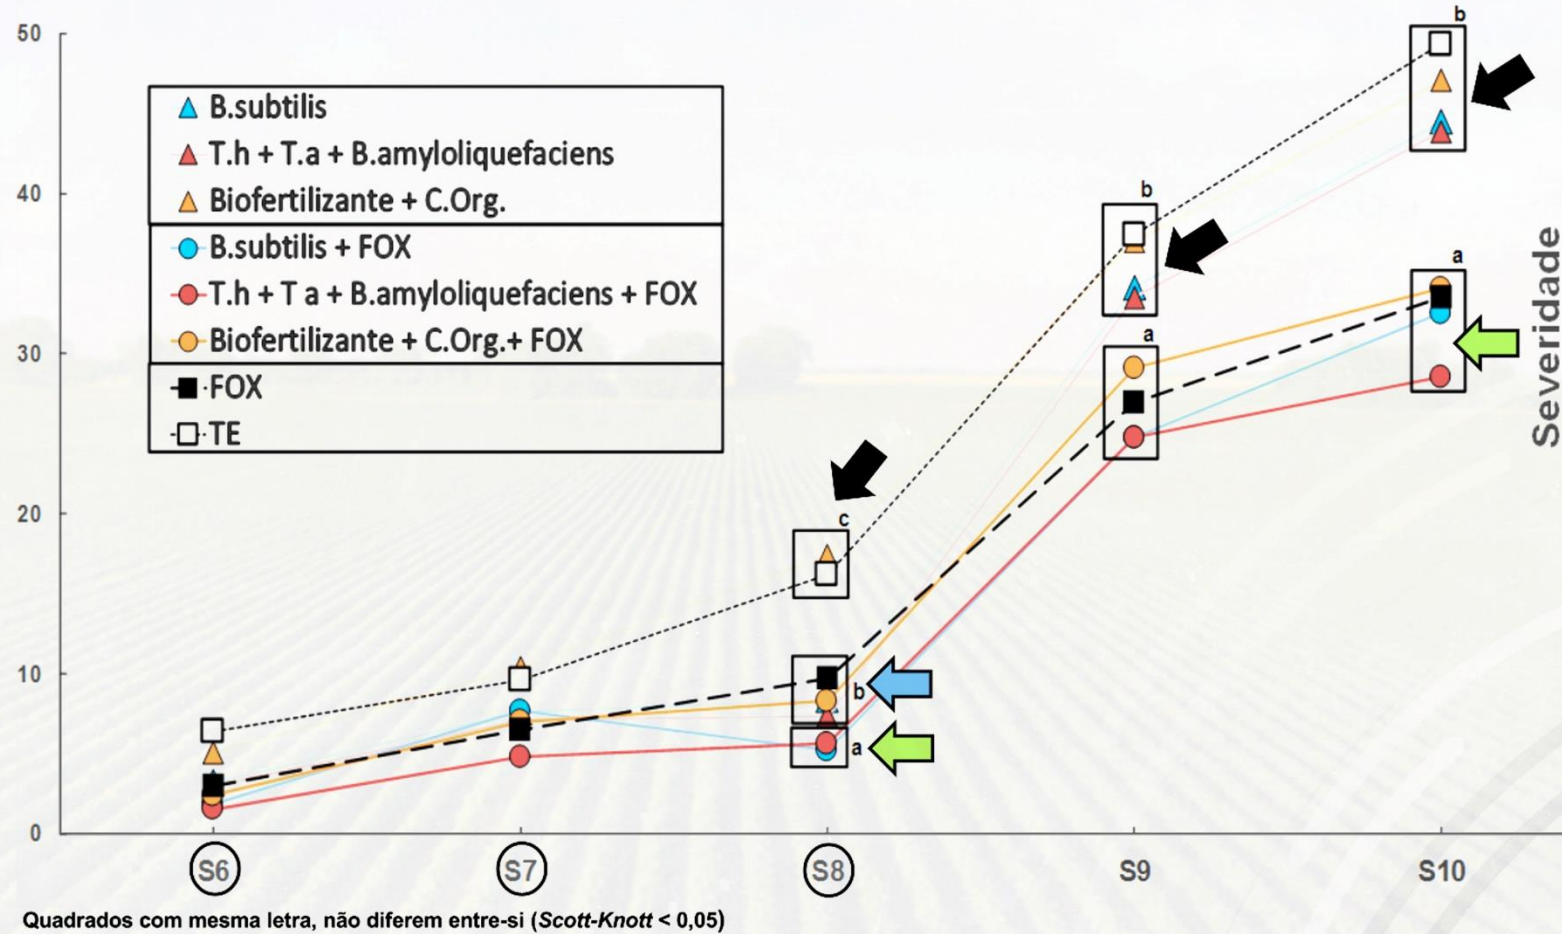 50
b
B.subtilis
T.h + T.a + B.amyloliquefaciens
Biofertilizante + C.Org.
B.subtilis + FOX
T.h + T a + B.amyloliquefaciens + FOX
Biofertilizante + C.Org.+ FOX
FOX
TE
40
b
a
30
a
Severidade
20
c
10
b
a
0
S6
S7
S8
S9
S10
Quadrados com mesma letra, não diferem entre-si (Scott-Knott < 0,05)